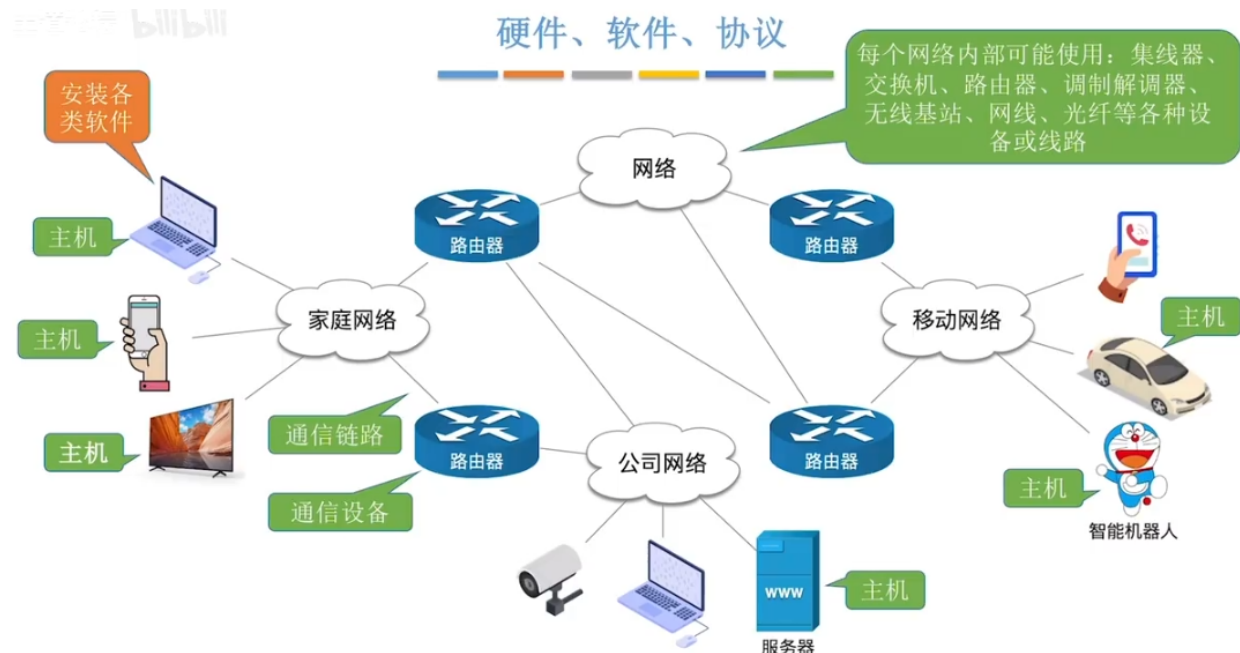 bilibili
硬件、软件、协议
每个网络内部可能使用：集线器、
交换机、路由器、调制解调器、
无线基站、网线、光纤等各种设
备或线路
安装各
类软件
网络
主机
路由器
路由器
主机
家庭网络
移动网络
主机
主机
通信链路
主机
路由器
公司网络
路由器
通信设备
主机
智能机器人
www
主机
服务器